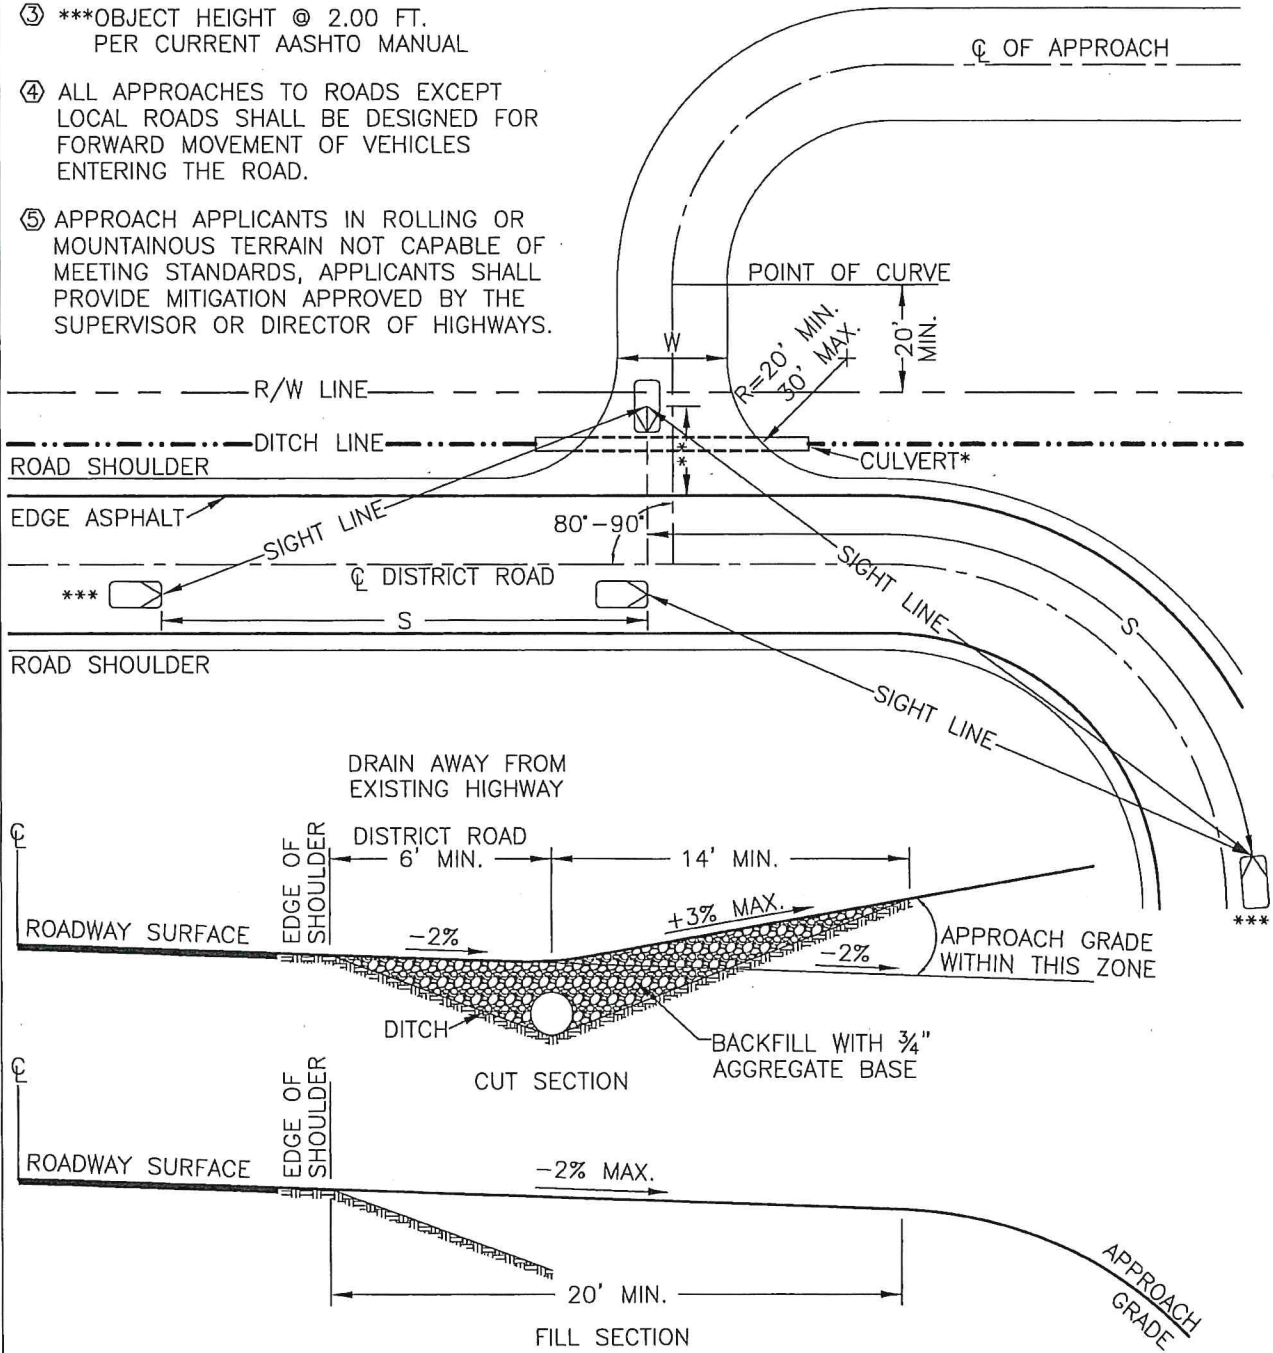 ③ ***OBJECT HEIGHT @ 2.00 FT.
PER CURRENT AASHTO MANUAL
④ ALL APPROACHES TO ROADS EXCEPT
LOCAL ROADS SHALL BE DESIGNED FOR
FORWARD MOVEMENT OF VEHICLES
ENTERING THE ROAD.
⑤ APPROACH APPLICANTS IN ROLLING OR
MOUNTAINOUS TERRAIN NOT CAPABLE OF
MEETING STANDARDS, APPLICANTS SHALL
PROVIDE MITIGATION APPROVED BY THE
SUPERVISOR OR DIRECTOR OF HIGHWAYS.
℄ OF APPROACH
POINT OF CURVE
20'
MIN.
W
R=20' MIN.
30' MAX.
R/W LINE
DITCH LINE
**
CULVERT*
ROAD SHOULDER
EDGE ASPHALT
SIGHT LINE
80°-90°
SIGHT LINE
℄ DISTRICT ROAD
***
S
S
ROAD SHOULDER
SIGHT LINE
***
DRAIN AWAY FROM
EXISTING HIGHWAY
℄
EDGE OF
SHOULDER
DISTRICT ROAD
6' MIN.
14' MIN.
ROADWAY SURFACE
-2%
+3% MAX.
-2%
APPROACH GRADE
WITHIN THIS ZONE
DITCH
BACKFILL WITH ¾"
AGGREGATE BASE
CUT SECTION
℄
EDGE OF
SHOULDER
ROADWAY SURFACE
-2% MAX.
20' MIN.
APPROACH
GRADE
FILL SECTION